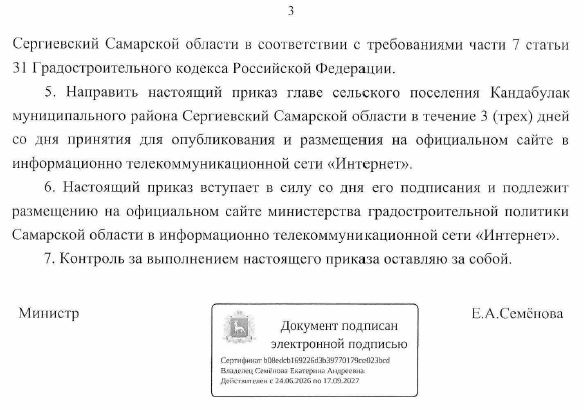 3
Сергиевский Самарской области в соответствии с требованиями части 7 статьи
31 Градостроительного кодекса Российской Федерации.
5. Направить настоящий приказ главе сельского поселения Кандабулак
муниципального района Сергиевский Самарской области в течение 3 (трех) дней
со дня принятия для опубликования и размещения на официальном сайте в
информационно телекоммуникационной сети «Интернет».
6. Настоящий приказ вступает в силу со дня его подписания и подлежит
размещению на официальном сайте министерства градостроительной политики
Самарской области в информационно телекоммуникационной сети «Интернет».
7. Контроль за выполнением настоящего приказа оставляю за собой.
Министр
Е.А.Семёнова
Документ подписан
электронной подписью
Сертификат b08edcb169226d3b39770179ce023bcd
Владелец Семёнова Екатерина Андреевна
Действителен с 24.06.2026 по 17.09.2027